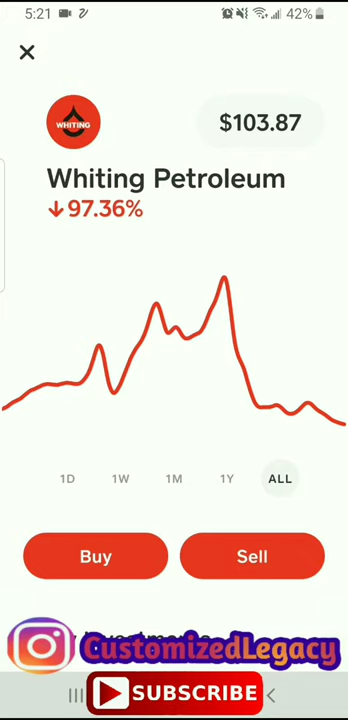 5:21 42%
WHITING
$103.87
Whiting Petroleum
↓97.36%
1D 1W 1M 1Y ALL
Buy Sell
CustomizedLegacy
SUBSCRIBE